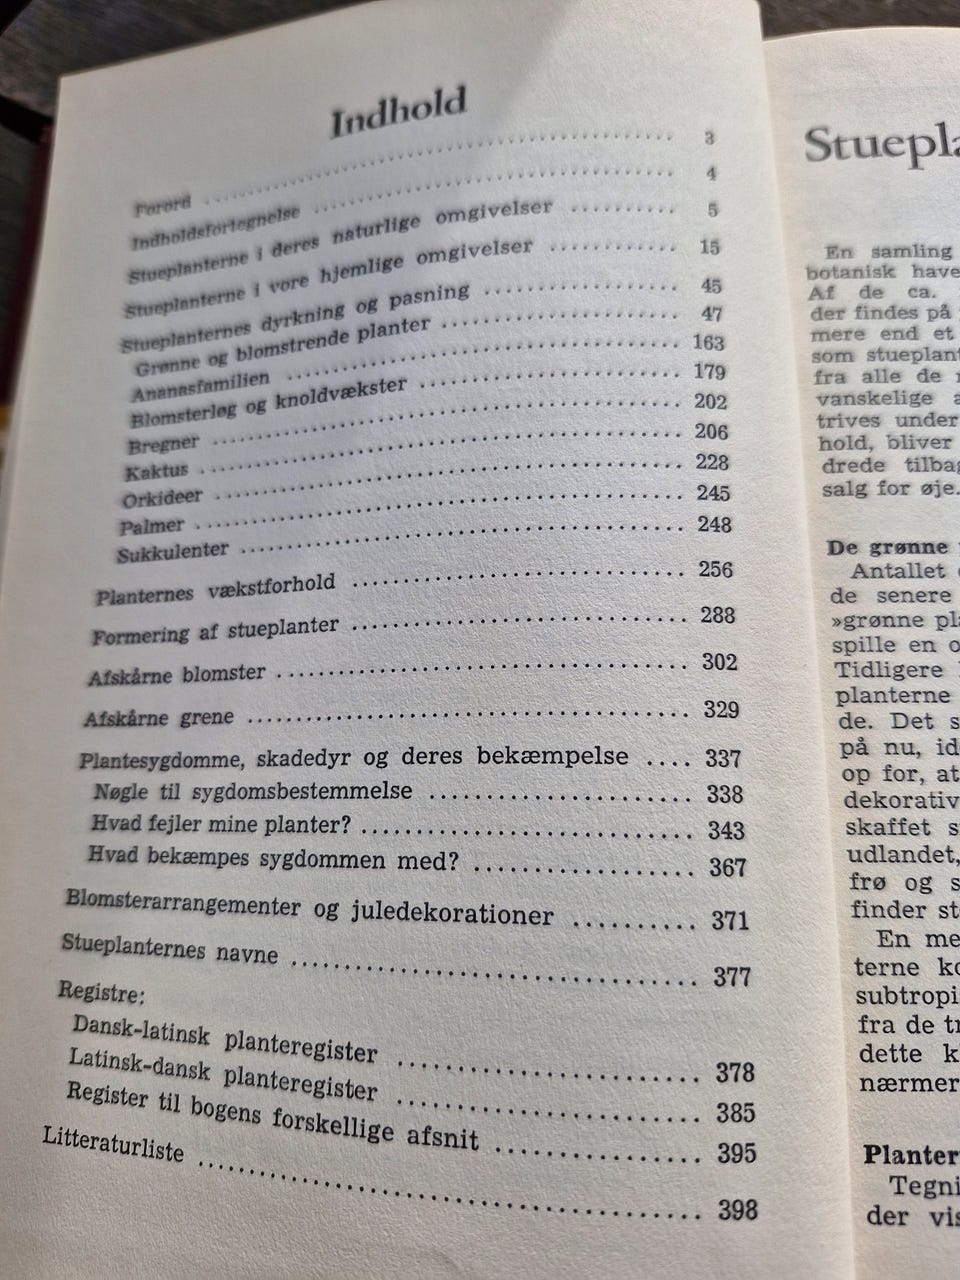 Indhold
Forord ........................................ 3
Indholdsfortegnelse ........................................ 4
Stueplanterne i deres naturlige omgivelser .......... 5
Stueplanterne i vore hjemlige omgivelser ............ 15
Stueplanternes dyrkning og pasning .................. 45
Grønne og blomstrende planter ...................... 47
Ananasfamilien .................................... 163
Blomsterløg og knoldvækster ........................ 179
Bregner ........................................ 202
Kaktus ........................................ 206
Orkideer ........................................ 228
Palmer ........................................ 245
Sukkulenter ........................................ 248
Planternes vækstforhold ............................ 256
Formering af stueplanter ............................ 288
Afskårne blomster .................................. 302
Afskårne grene .................................... 329
Plantesygdomme, skadedyr og deres bekæmpelse .... 337
Nøgle til sygdomsbestemmelse ...................... 338
Hvad fejler mine planter? .......................... 343
Hvad bekæmpes sygdommen med? .................. 367
Blomsterarrangementer og juledekorationer .......... 371
Stueplanternes navne ................................ 377
Registre:
Dansk-latinsk planteregister ........................ 378
Latinsk-dansk planteregister ........................ 385
Register til bogens forskellige afsnit ................ 395
Litteraturliste ........................................ 398
Stuepla
En samling
botanisk have
Af de ca.
der findes på
mere end et
som stueplant
fra alle de
vanskelige
trives under
hold, bliver
drede tilbag
salg for øje.
De grønne
Antallet
de senere
»grønne pla
spille en
Tidligere
planterne
de. Det
på nu, id
op for, at
dekorativ
skaffet
udlandet,
frø og
finder
En me
terne
subtropi
fra de
dette
nærmer
Planter
Tegni
der